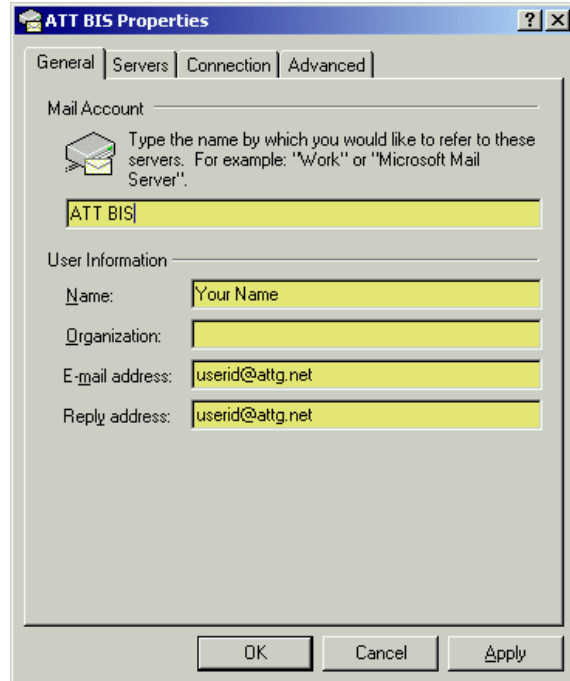 ATT BIS Properties
General Servers Connection Advanced
Mail Account
Type the name by which you would like to refer to these
servers. For example: "Work" or "Microsoft Mail
Server".
ATT BIS
User Information
Name: Your Name
Organization:
E-mail address: userid@attg.net
Reply address: userid@attg.net
OK Cancel Apply